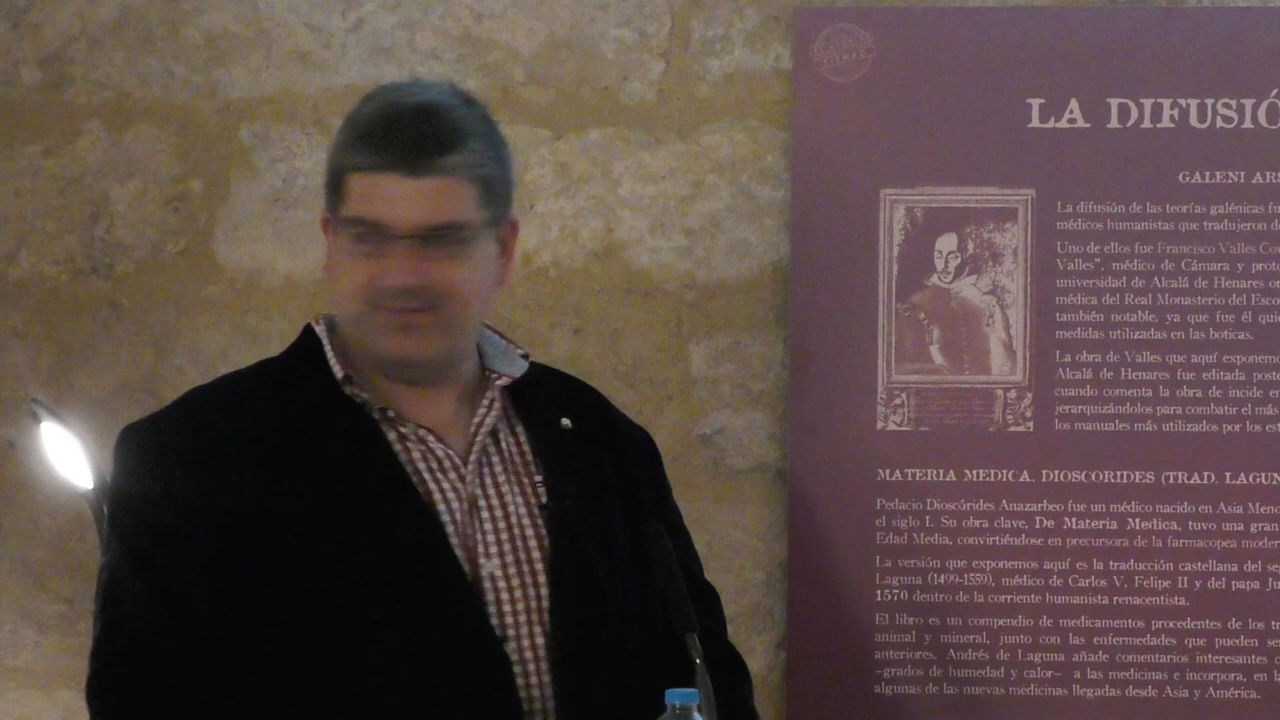 LA DIFUSIÓ
GALENI ARS
La difusión de las teorías galénicas fu
médicos humanistas que tradujeron d
Uno de ellos fue Francisco Valles Cov
Valles", médico de Cámara y prot
universidad de Alcalá de Henares o
médica del Real Monasterio del Esco
también notable, ya que fue él qui
medidas utilizadas en las boticas.
La obra de Valles que aquí exponemo
Alcalá de Henares fue editada poste
cuando comenta la obra de incide e
jerarquizándolos para combatir el más
los manuales más utilizados por los es
MATERIA MEDICA. DIOSCORIDES (TRAD. LAGUN
Pedacio Dioscórides Anazarbeo fue un médico nacido en Asia Meno
el siglo I. Su obra clave, De Materia Medica, tuvo una gran
Edad Media, convirtiéndose en precursora de la farmacopea moder
La versión que exponemos aquí es la traducción castellana del se
Laguna (1499-1559), médico de Carlos V, Felipe II y del papa Ju
1570 dentro de la corriente humanista renacentista.
El libro es un compendio de medicamentos procedentes de los tr
animal y mineral, junto con las enfermedades que pueden se
anteriores. Andrés de Laguna añade comentarios interesantes
–grados de humedad y calor– a las medicinas e incorpora, en la
algunas de las nuevas medicinas llegadas desde Asia y América.